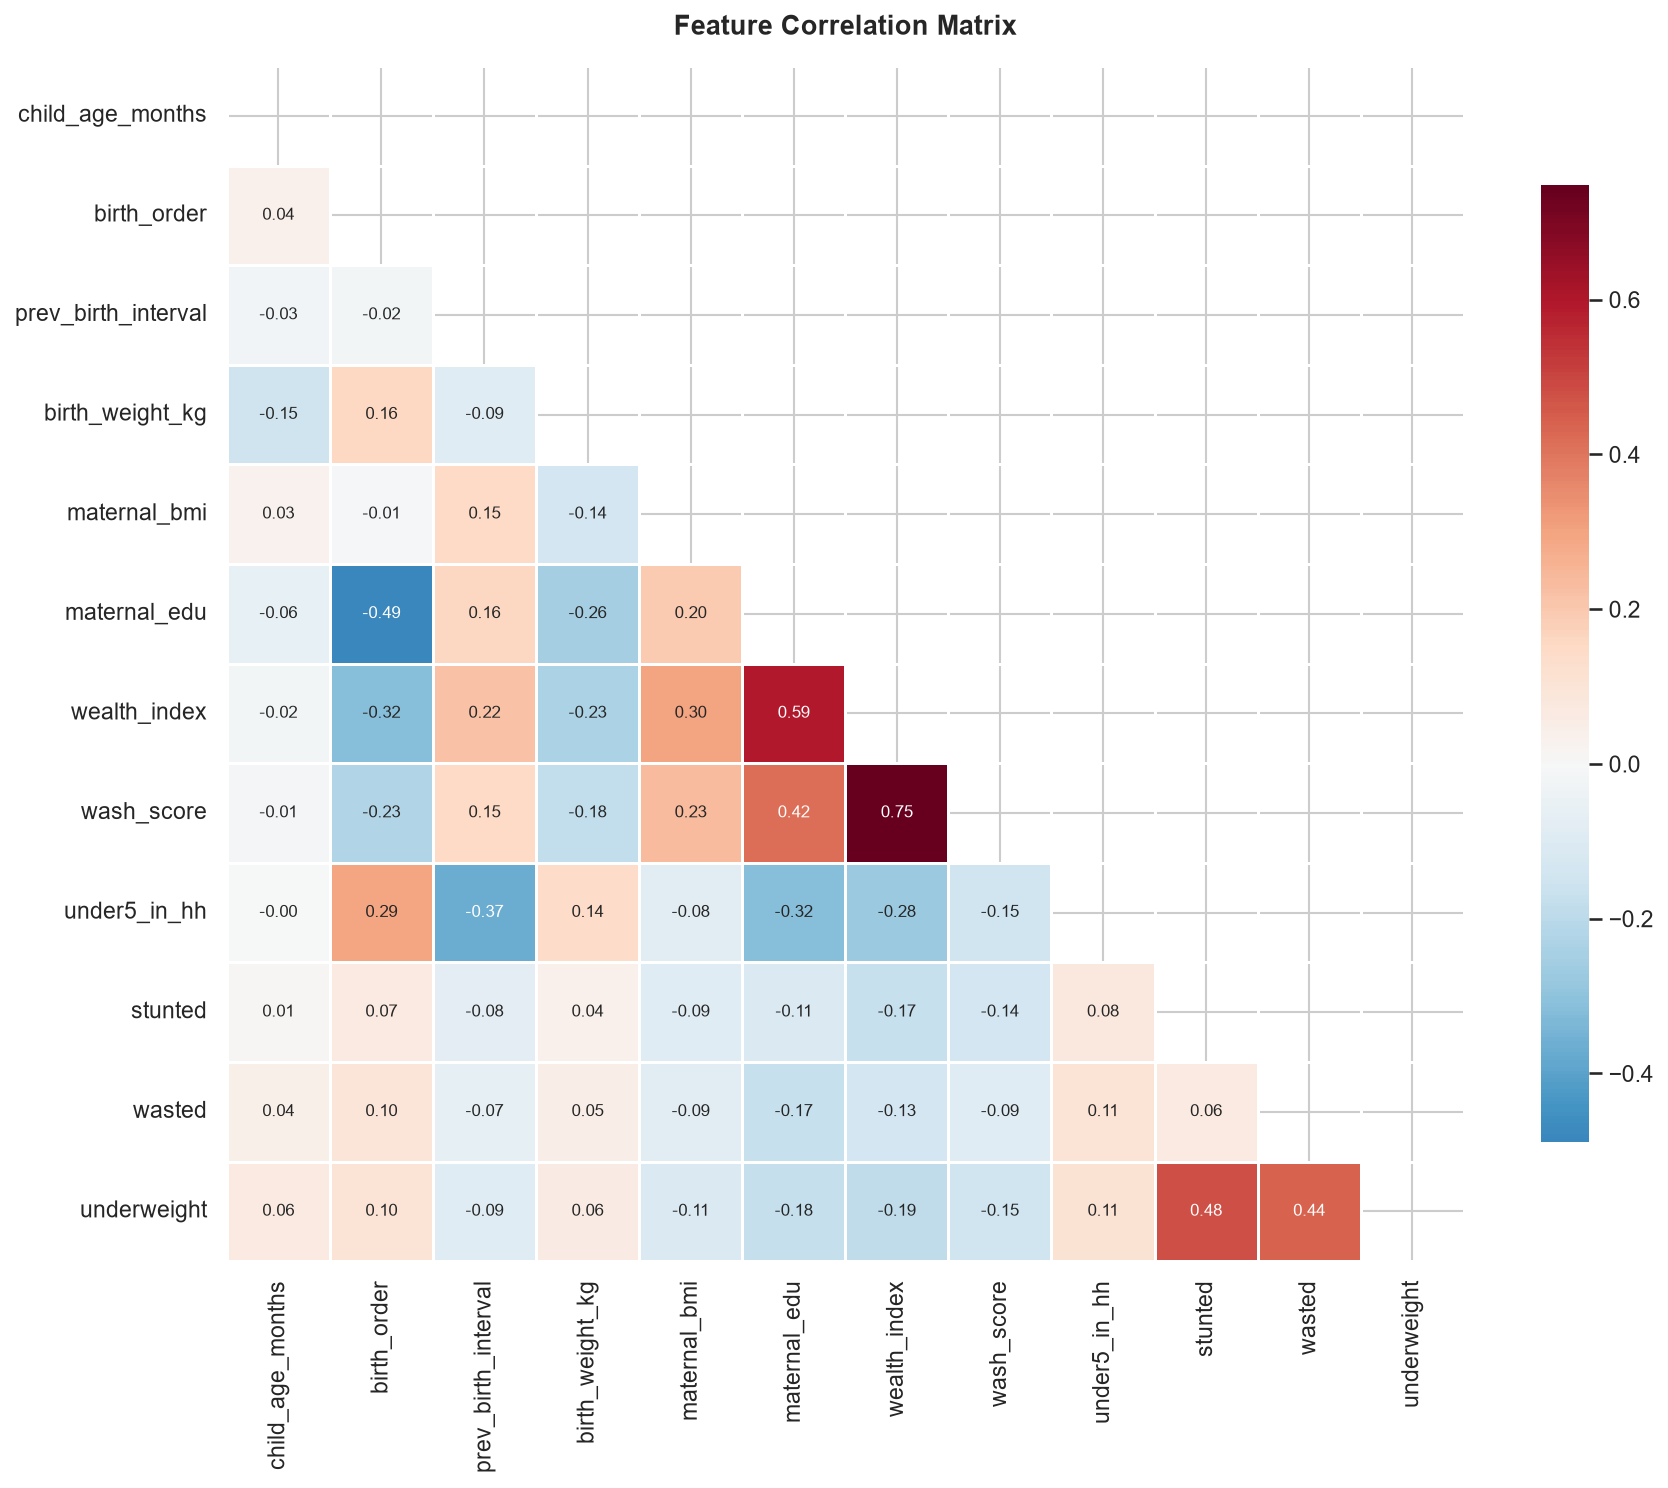 Feature Correlation Matrix
child_age_months
birth_order 0.04
prev_birth_interval -0.03 -0.02
birth_weight_kg -0.15 0.16 -0.09
maternal_bmi 0.03 -0.01 0.15 -0.14
maternal_edu -0.06 -0.49 0.16 -0.26 0.20
wealth_index -0.02 -0.32 0.22 -0.23 0.30 0.59
wash_score -0.01 -0.23 0.15 -0.18 0.23 0.42 0.75
under5_in_hh -0.00 0.29 -0.37 0.14 -0.08 -0.32 -0.28 -0.15
stunted 0.01 0.07 -0.08 0.04 -0.09 -0.11 -0.17 -0.14 0.08
wasted 0.04 0.10 -0.07 0.05 -0.09 -0.17 -0.13 -0.09 0.11 0.06
underweight 0.06 0.10 -0.09 0.06 -0.11 -0.18 -0.19 -0.15 0.11 0.48 0.44
child_age_months
birth_order
prev_birth_interval
birth_weight_kg
maternal_bmi
maternal_edu
wealth_index
wash_score
under5_in_hh
stunted
wasted
underweight
0.6
0.4
0.2
0.0
−0.2
−0.4